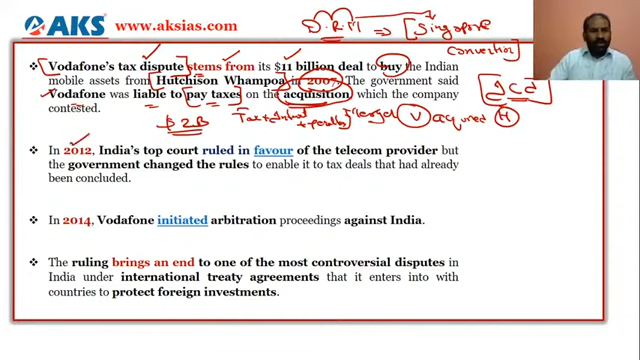 AKS
IAS
www.aksias.com
D.R.M ⇒ [Singapore
convention]
Vodafone's tax dispute stems from its $11 billion deal to buy the Indian
mobile assets from Hutchison Whampoa in 2007. The government said
Vodafone was liable to pay taxes on the acquisition, which the company
contested.
$ 2B
V acquired H
In 2012, India's top court ruled in favour of the telecom provider but
the government changed the rules to enable it to tax deals that had already
been concluded.
In 2014, Vodafone initiated arbitration proceedings against India.
The ruling brings an end to one of the most controversial disputes in
India under international treaty agreements that it enters into with
countries to protect foreign investments.